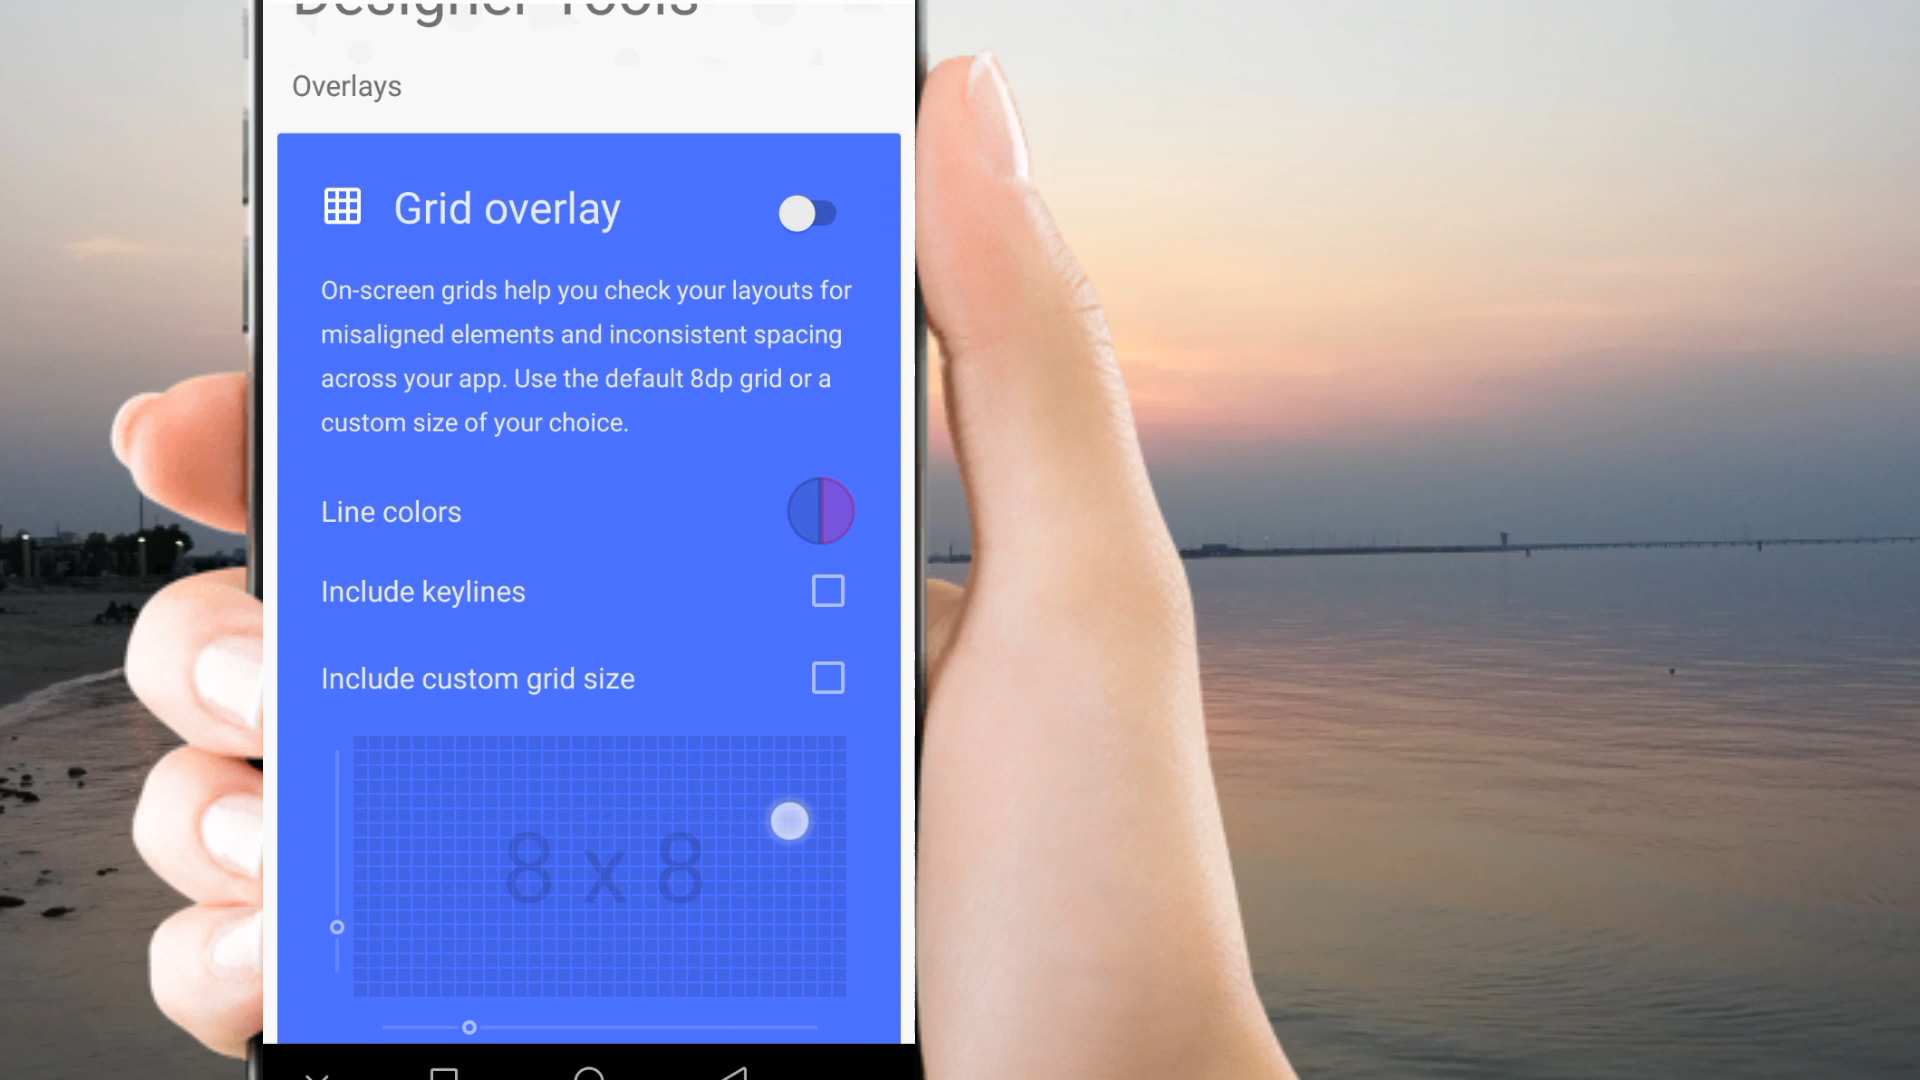 Designer Tools
Overlays
Grid overlay
On-screen grids help you check your layouts for
misaligned elements and inconsistent spacing
across your app. Use the default 8dp grid or a
custom size of your choice.
Line colors
Include keylines
Include custom grid size
8 x 8